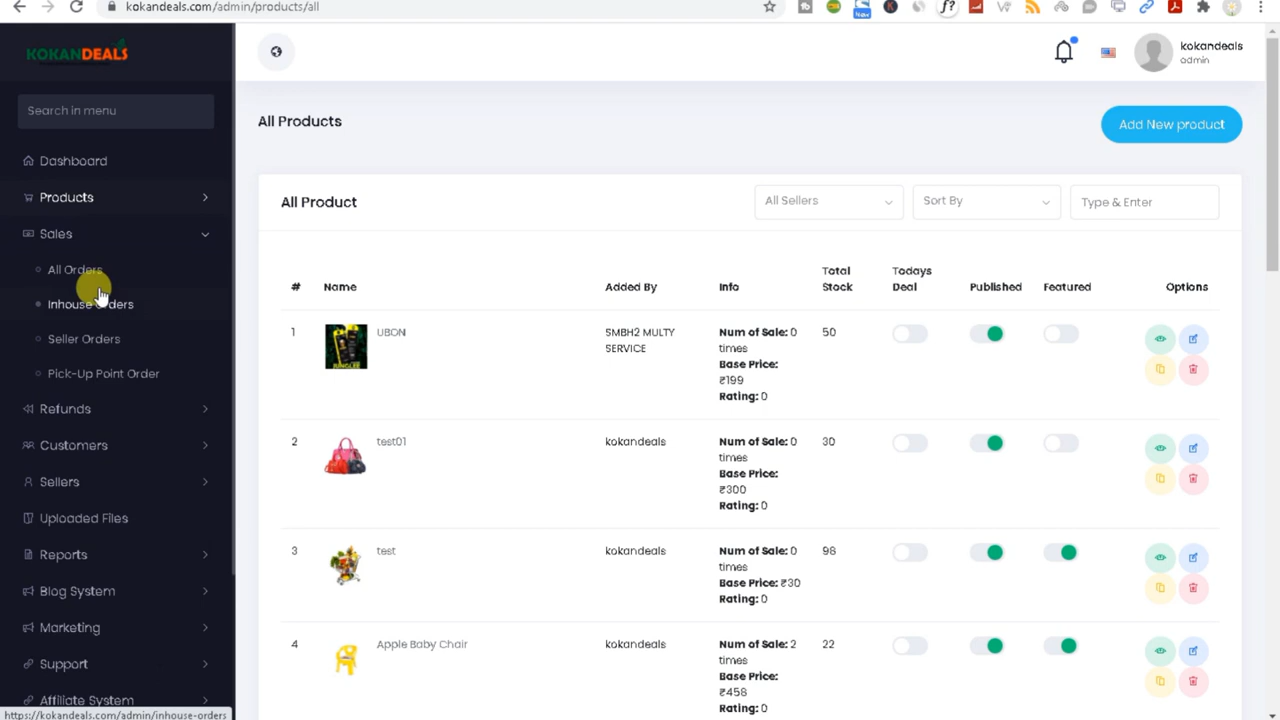 kokandeals.com/admin/products/all
New
KOKANDEALS
kokandeals
admin
Search in menu
Dashboard
Products
Sales
All Orders
Inhouse Orders
Seller Orders
Pick-Up Point Order
Refunds
Customers
Sellers
Uploaded Files
Reports
Blog System
Marketing
Support
Affiliate System
https://kokandeals.com/admin/inhouse-orders
All Products
Add New product
All Product
All Sellers
Sort By
Type & Enter
# Name Added By Info Total Stock Todays Deal Published Featured Options
1 UBON SMBH2 MULTY SERVICE
Num of Sale: 0 times
Base Price: ₹199
Rating: 0
50
2 test01 kokandeals
Num of Sale: 0 times
Base Price: ₹300
Rating: 0
30
3 test kokandeals
Num of Sale: 0 times
Base Price: ₹30
Rating: 0
98
4 Apple Baby Chair kokandeals
Num of Sale: 2 times
Base Price: ₹458
Rating: 0
22